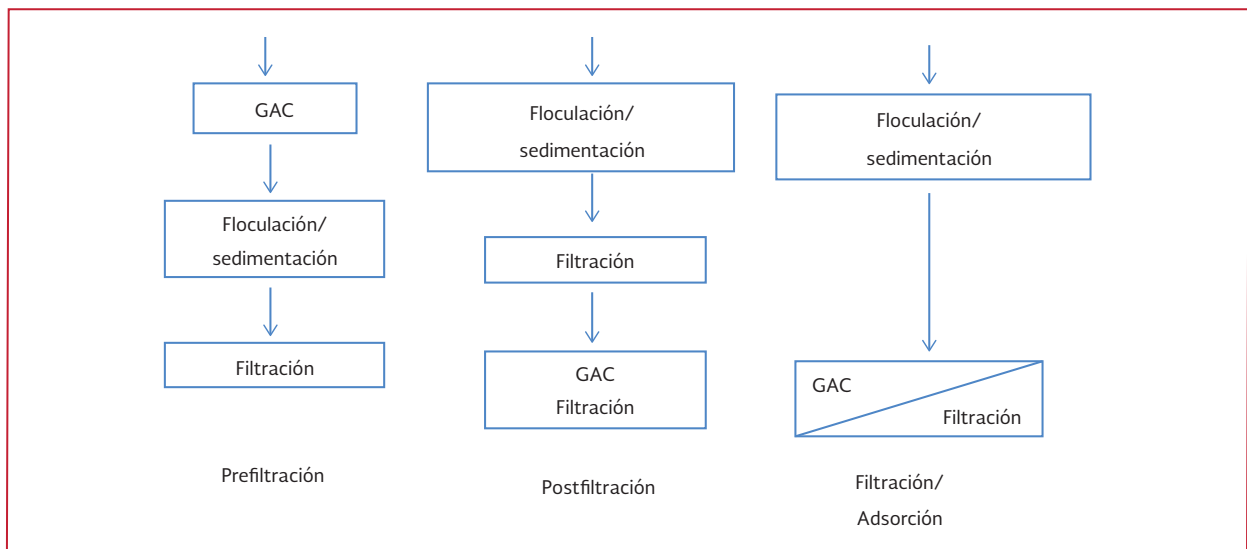 GAC
Floculación/
sedimentación
Filtración
Prefiltración
Floculación/
sedimentación
Filtración
GAC
Filtración
Postfiltración
Floculación/
sedimentación
GAC
Filtración
Filtración/
Adsorción